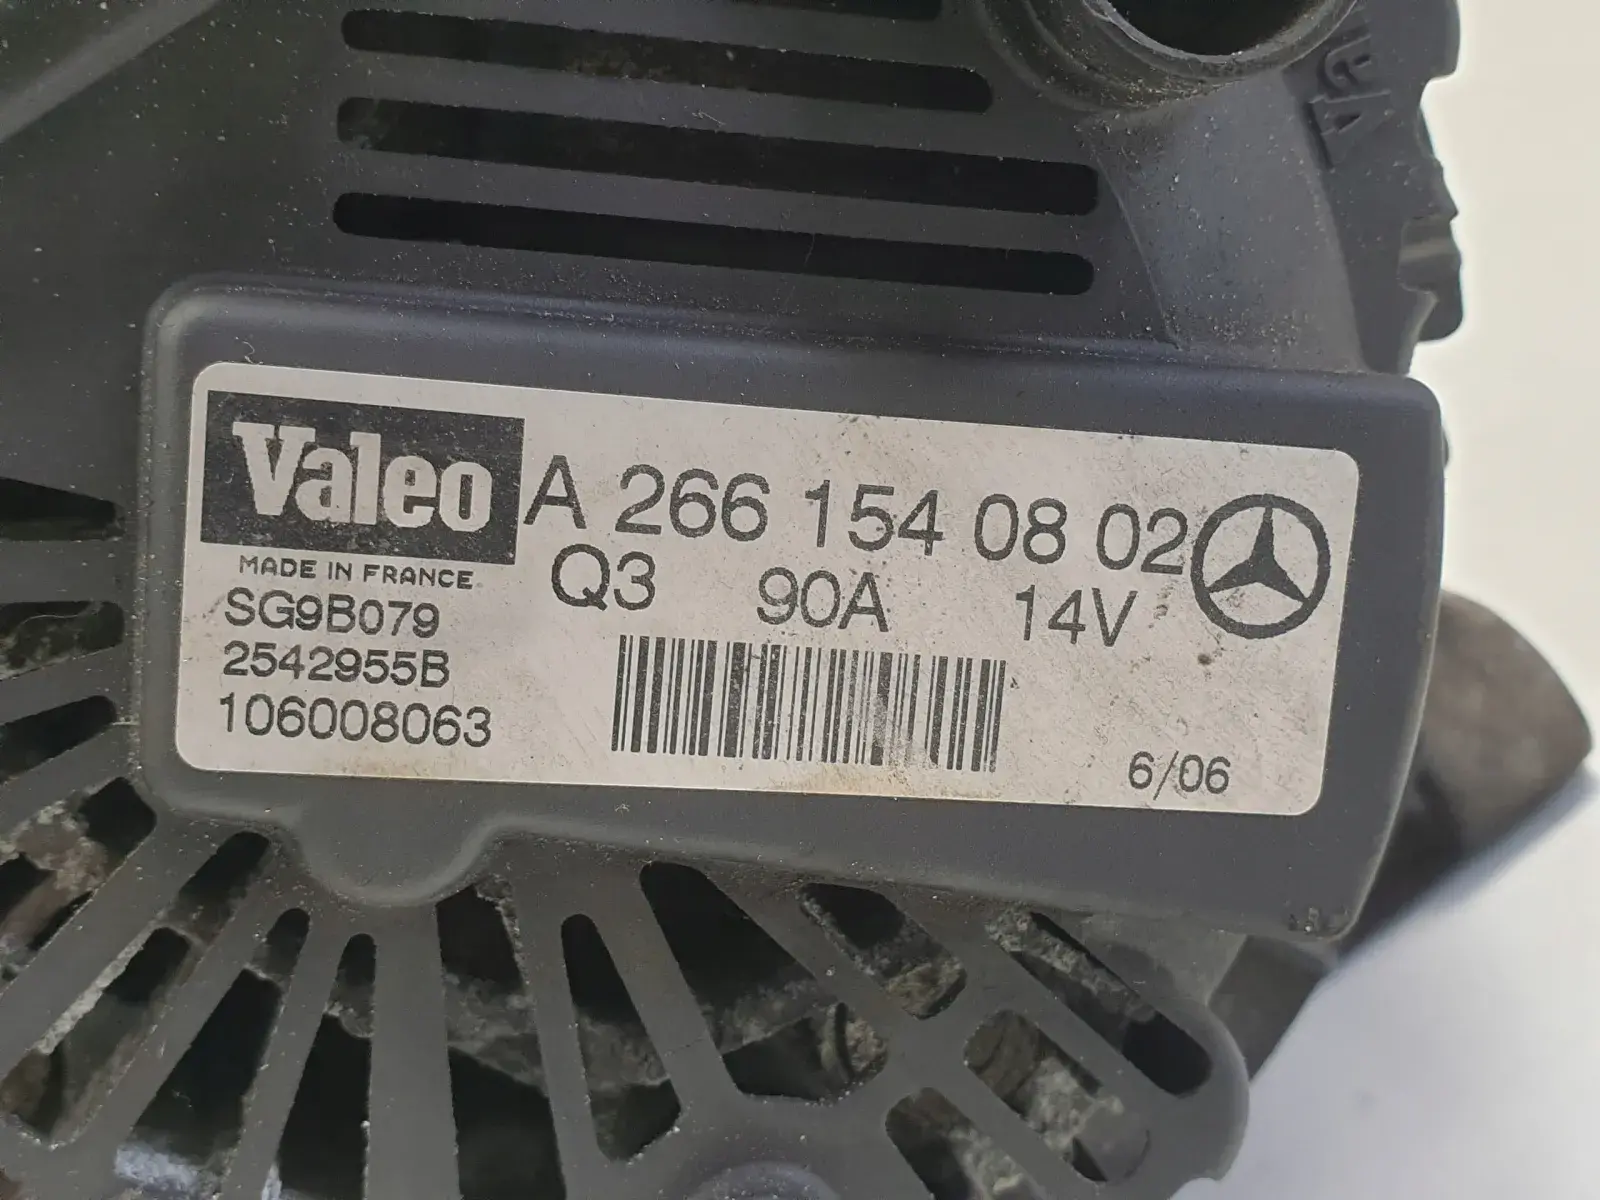 Valeo
A 266 154 08 02
MADE IN FRANCE
Q3 90A 14V
SG9B079
2542955B
106008063
6/06